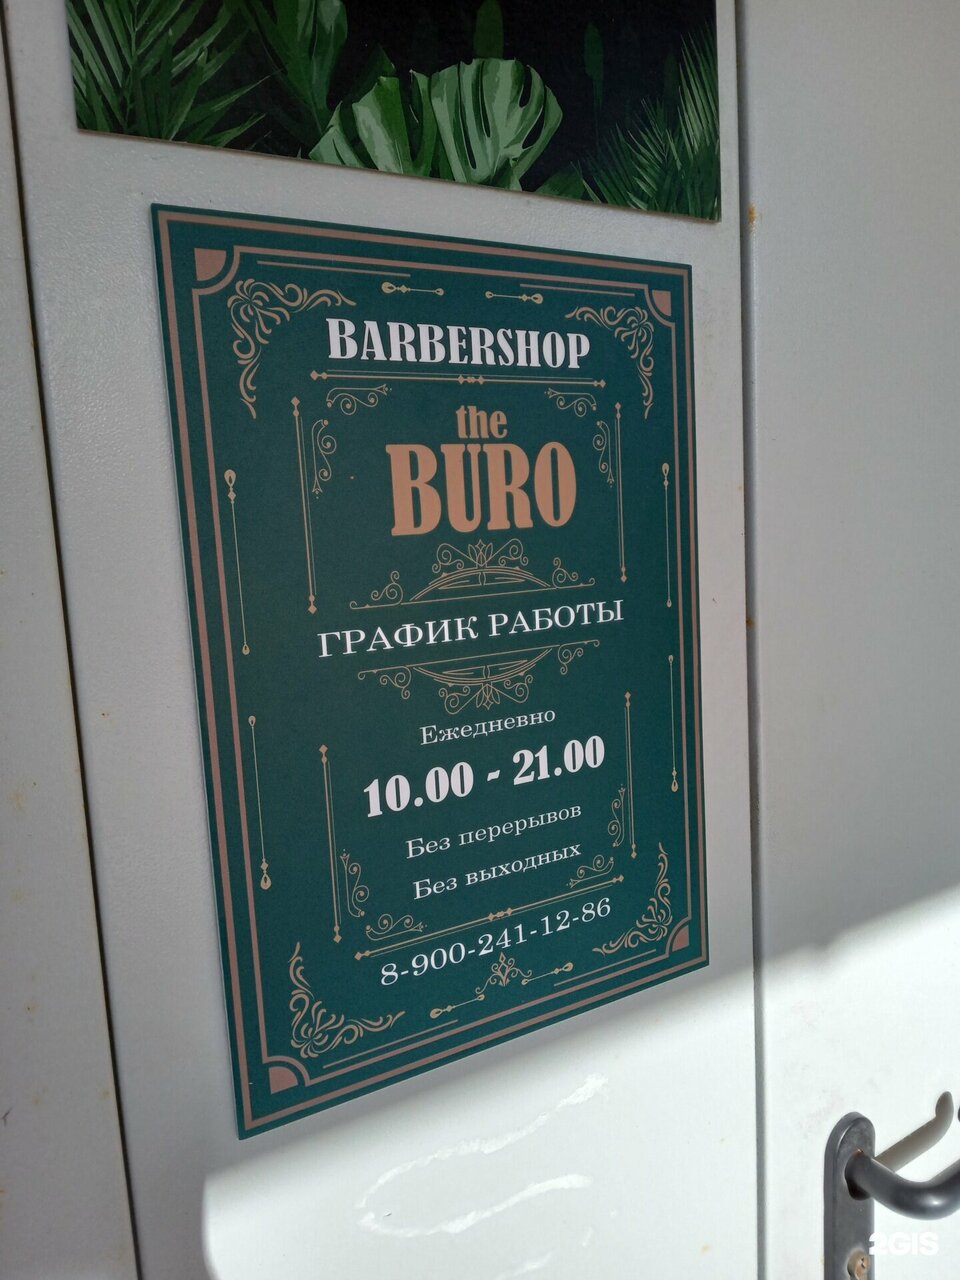 BARBERSHOP
the
BURO
ГРАФИК РАБОТЫ
Ежедневно
10.00 - 21.00
Без перерывов
Без выходных
8-900-241-12-86
2GIS